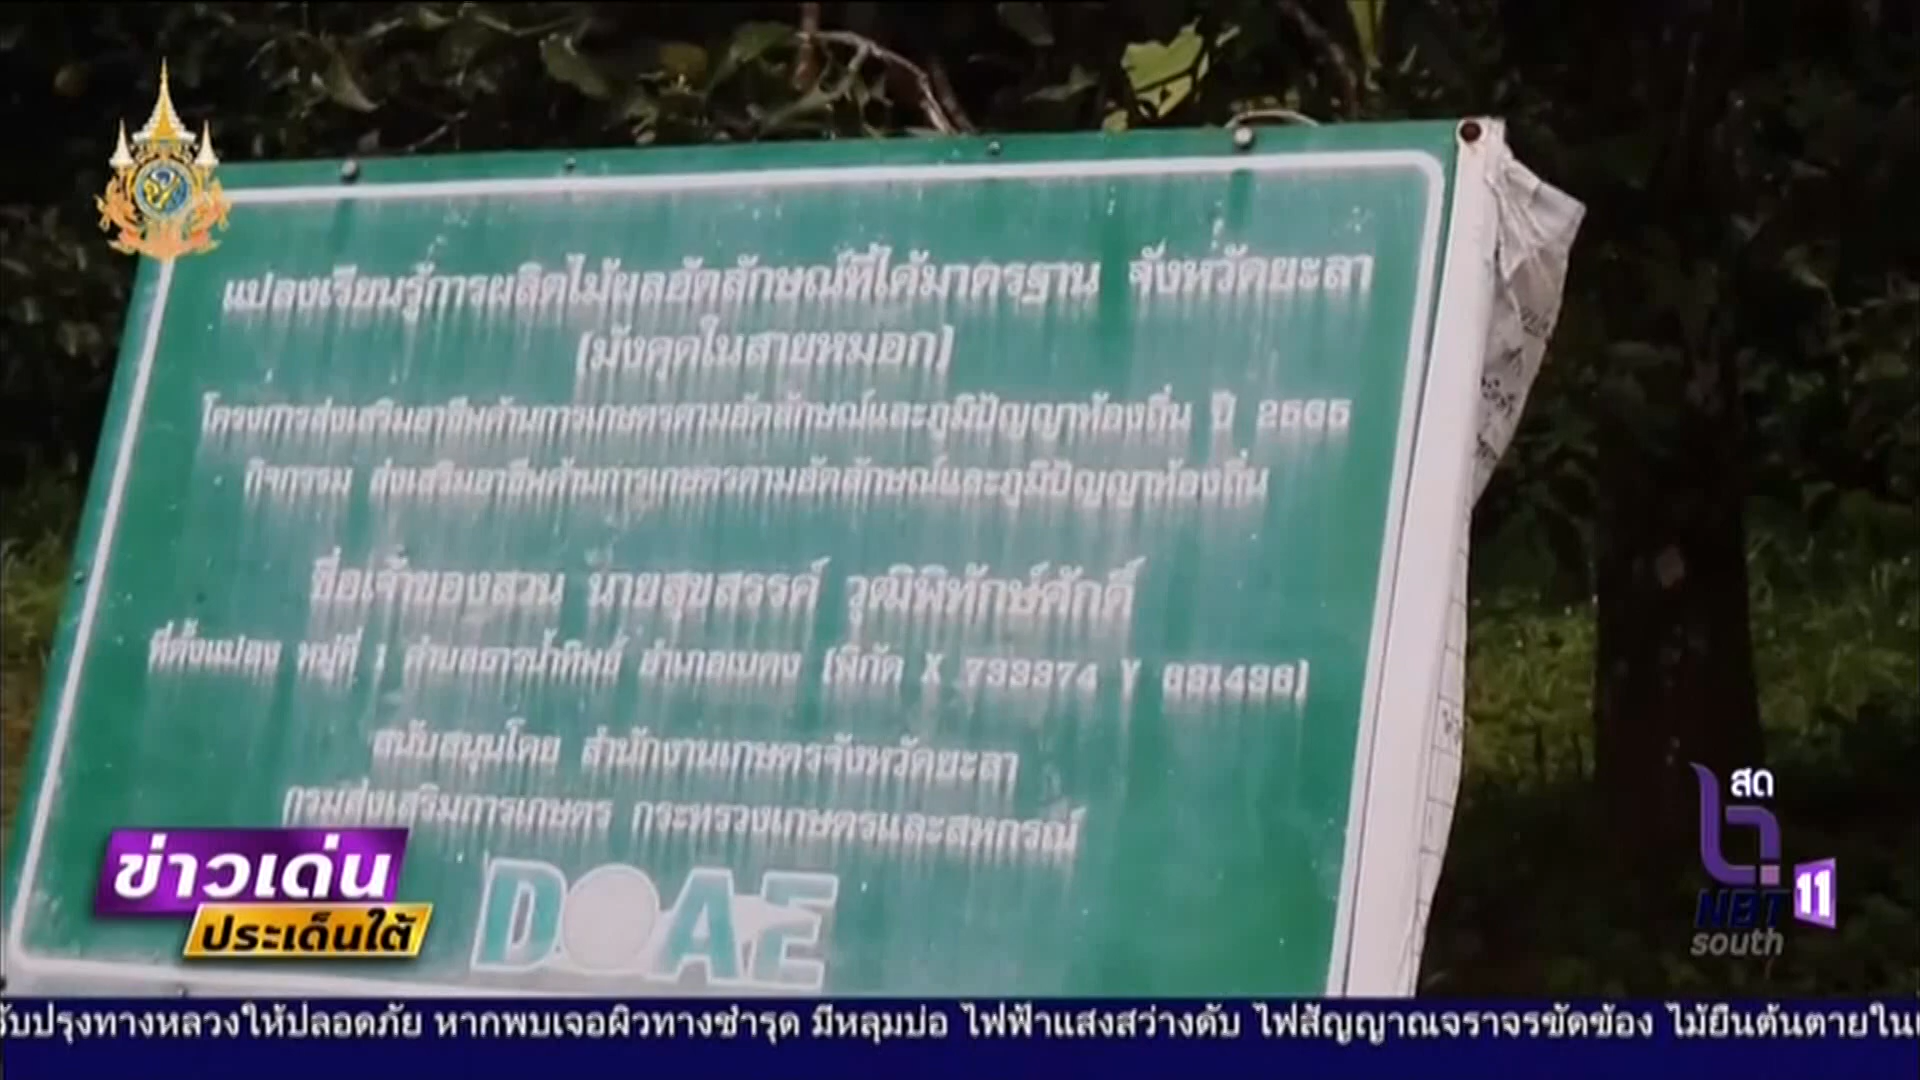 แปลงเรียนรู้การผลิตไม้ผลอัตลักษณ์ที่ได้มาตรฐาน จังหวัดยะลา
(มังคุดในสายหมอก)
โครงการส่งเสริมอาชีพด้านการเกษตรตามอัตลักษณ์และภูมิปัญญาท้องถิ่น ปี 2565
กิจกรรม ส่งเสริมอาชีพด้านการเกษตรตามอัตลักษณ์และภูมิปัญญาท้องถิ่น
ชื่อเจ้าของสวน นายสุขสรรค์ วุฒิพิทักษ์ศักดิ์
ที่ตั้งแปลง หมู่ที่ 1 ตำบลธารน้ำทิพย์ อำเภอเบตง (พิกัด X 733374 Y 631436)
สนับสนุนโดย สำนักงานเกษตรจังหวัดยะลา
กรมส่งเสริมการเกษตร กระทรวงเกษตรและสหกรณ์
DOAE
ข่าวเด่น
ประเด็นใต้
สด
NBT 11
south
รับปรุงทางหลวงให้ปลอดภัย หากพบเจอผิวทางชำรุด มีหลุมบ่อ ไฟฟ้าแสงสว่างดับ ไฟสัญญาณจราจรขัดข้อง ไม้ยืนต้นตายใน